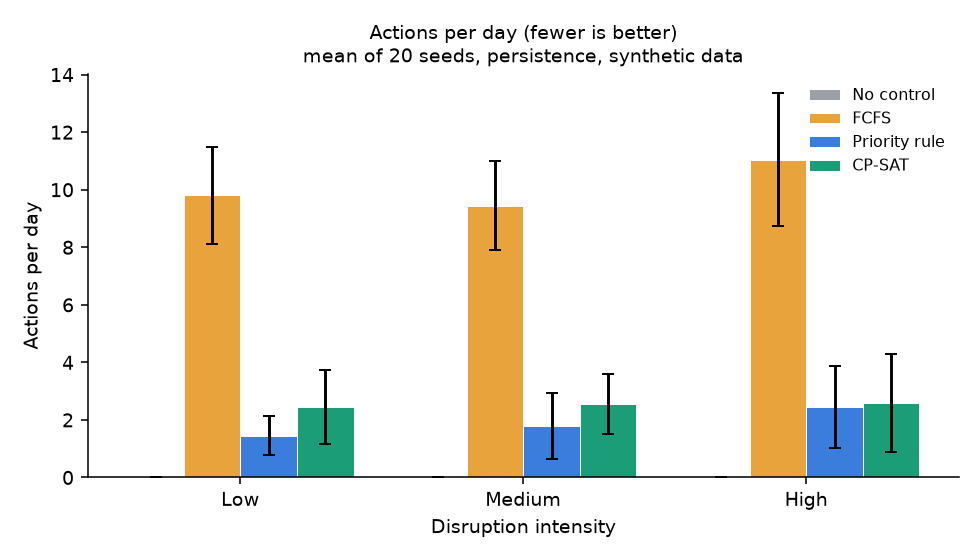 Actions per day (fewer is better)
mean of 20 seeds, persistence, synthetic data
14
12
10
8
6
4
2
0
Actions per day
No control
FCFS
Priority rule
CP-SAT
Low
Medium
High
Disruption intensity